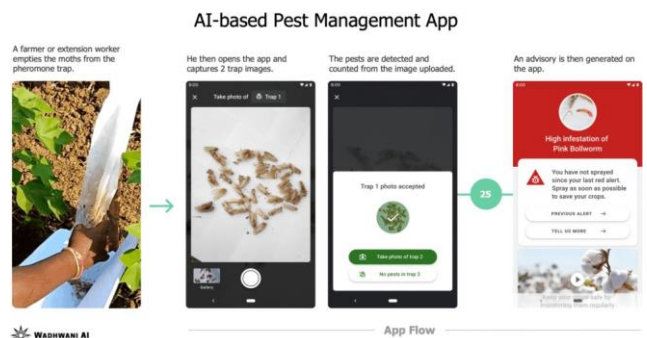 AI-based Pest Management App
A farmer or extension worker
empties the moths from the
pheromone trap.
He then opens the app and
captures 2 trap images.
The pests are detected and
counted from the image uploaded.
An advisory is then generated on
the app.
Take photo of Trap 1
Gallery
Trap 1 photo accepted
Take photo of trap 2
No pests in trap 2
25
High infestation of
Pink Bollworm
You have not sprayed
since your last red alert.
Spray as soon as possible
to save your crops.
PREVIOUS ALERT
TELL US MORE
WADHWANI AI
App Flow